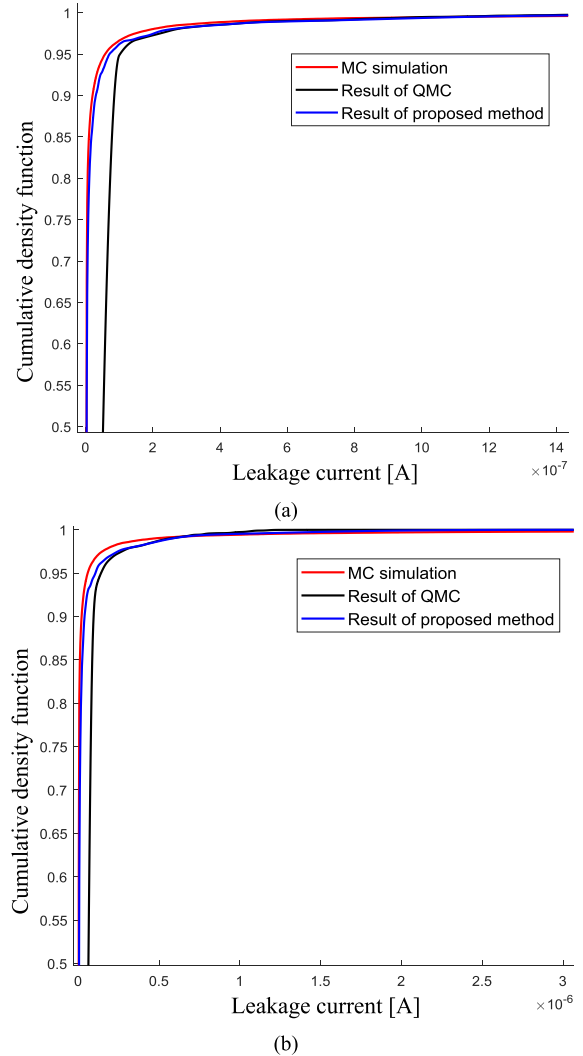 1
0.95
0.9
0.85
0.8
0.75
0.7
0.65
0.6
0.55
0.5
Cumulative density function
MC simulation
Result of QMC
Result of proposed method
0 2 4 6 8 10 12 14
Leakage current [A]
×10-7
(a)
1
0.95
0.9
0.85
0.8
0.75
0.7
0.65
0.6
0.55
0.5
Cumulative density function
MC simulation
Result of QMC
Result of proposed method
0 0.5 1 1.5 2 2.5 3
Leakage current [A]
×10-6
(b)